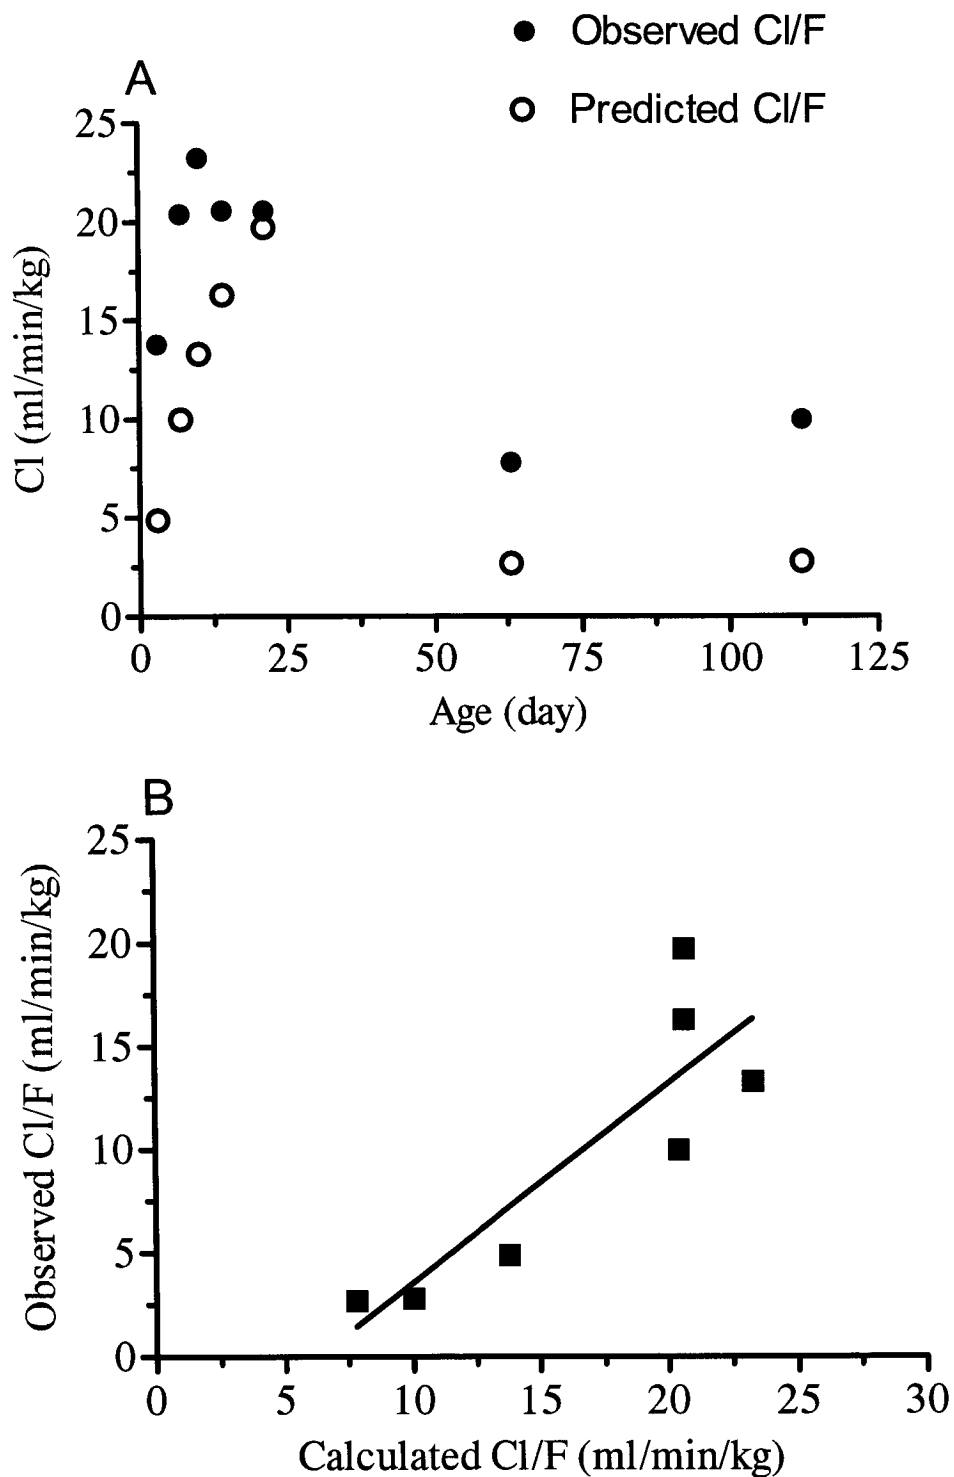 Observed Cl/F
Predicted Cl/F
A
25
20
15
10
5
0
Cl (ml/min/kg)
0 25 50 75 100 125
Age (day)
B
25
20
15
10
5
0
Observed Cl/F (ml/min/kg)
0 5 10 15 20 25 30
Calculated Cl/F (ml/min/kg)